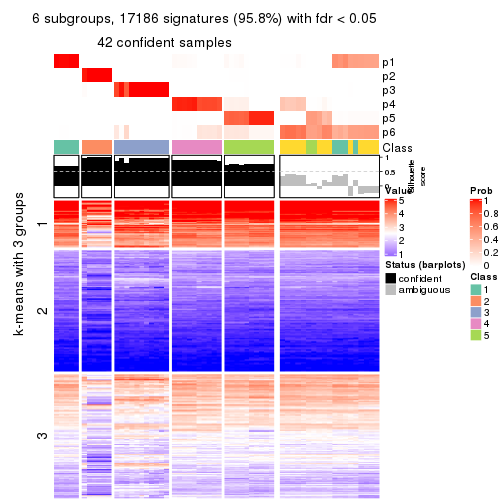 6 subgroups, 17186 signatures (95.8%) with fdr < 0.05
42 confident samples
p1
p2
p3
p4
p5
p6
Class
1
0.5
0
Silhouette
score
k-means with 3 groups
1
2
3
Value
5
4
3
2
1
Status (barplots)
confident
ambiguous
Prob
1
0.8
0.6
0.4
0.2
0
Class
1
2
3
4
5